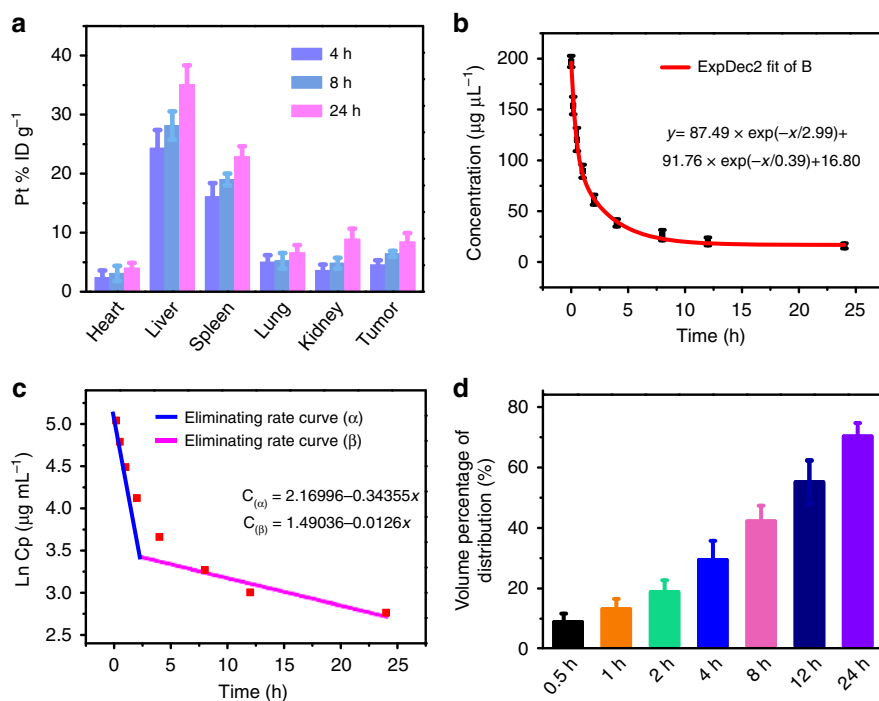 a
Pt % ID g⁻¹
40
30
20
10
0
4 h
8 h
24 h
Heart
Liver
Spleen
Lung
Kidney
Tumor
b
Concentration (µg µL⁻¹)
200
150
100
50
0
ExpDec2 fit of B
y= 87.49 × exp(−x/2.99)+
91.76 × exp(−x/0.39)+16.80
0 5 10 15 20 25
Time (h)
c
Ln Cp (µg mL⁻¹)
5.0
4.5
4.0
3.5
3.0
2.5
Eliminating rate curve (α)
Eliminating rate curve (β)
C(α) = 2.16996–0.34355x
C(β) = 1.49036–0.0126x
0 5 10 15 20 25
Time (h)
d
Volume percentage of
distribution (%)
80
60
40
20
0
0.5 h
1 h
2 h
4 h
8 h
12 h
24 h